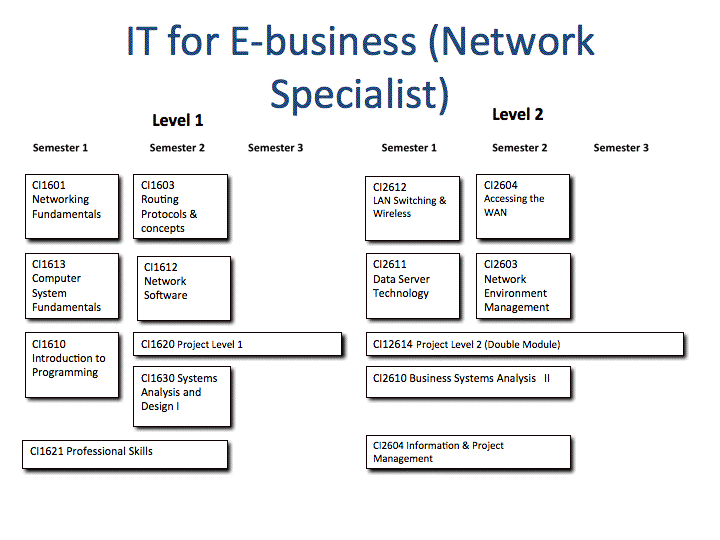 IT for E-business (Network
Specialist)
Level 1
Level 2
Semester 1
Semester 2
Semester 3
Semester 1
Semester 2
Semester 3
CI1601
Networking
Fundamentals
CI1603
Routing
Protocols &
concepts
CI2612
LAN Switching &
Wireless
CI2604
Accessing the
WAN
CI1613
Computer
System
Fundamentals
CI1612
Network
Software
CI2611
Data Server
Technology
CI2603
Network
Environment
Management
CI1610
Introduction to
Programming
CI1620 Project Level 1
CI12614 Project Level 2 (Double Module)
CI1630 Systems
Analysis and
Design I
CI2610 Business Systems Analysis II
CI1621 Professional Skills
CI2604 Information & Project
Management